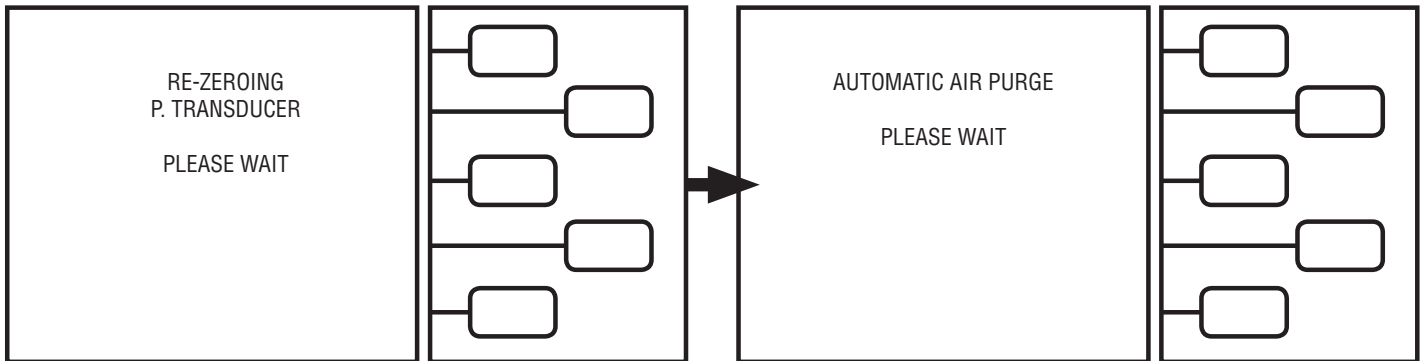 RE-ZEROING
P. TRANSDUCER
PLEASE WAIT
AUTOMATIC AIR PURGE
PLEASE WAIT